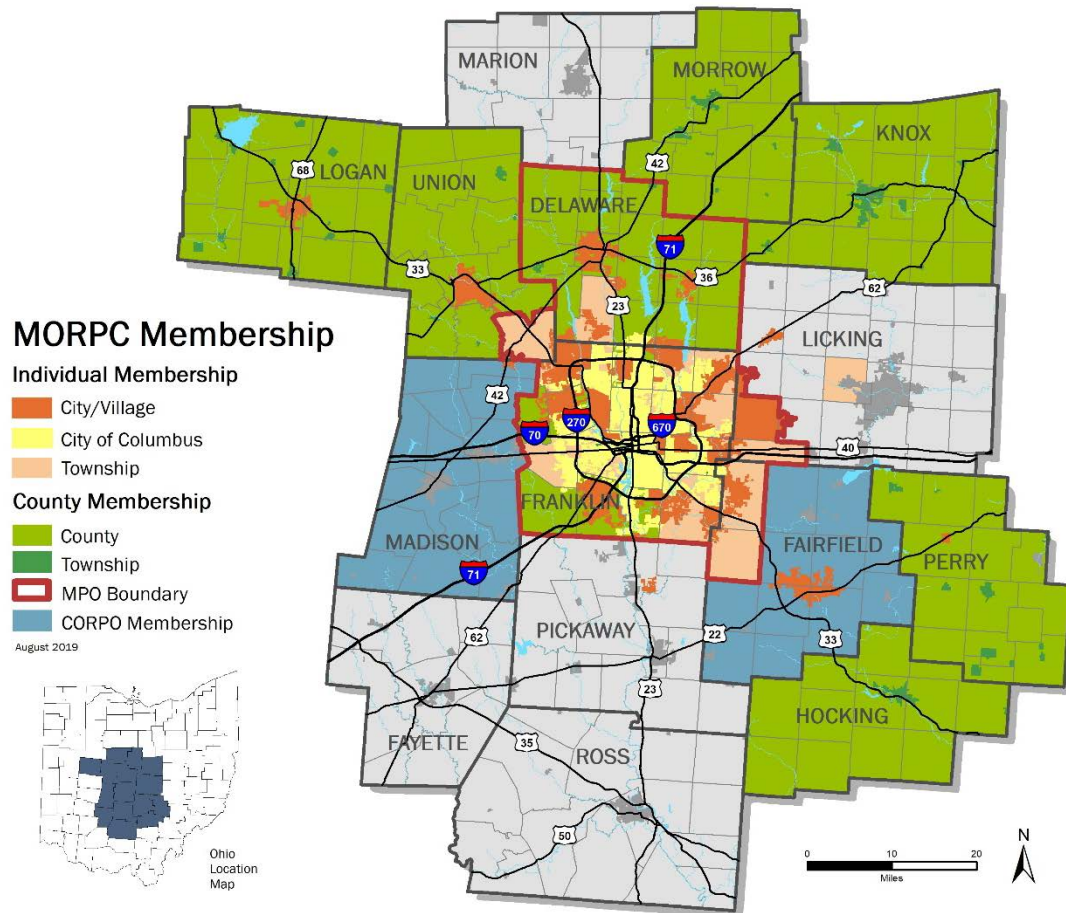 MARION
MORROW
KNOX
LOGAN
68
UNION
42
DELAWARE
71
33
36
62
23
LICKING
MORPC Membership
Individual Membership
City/Village
City of Columbus
Township
County Membership
County
Township
MPO Boundary
CORPO Membership
August 2019
42
70
270
670
40
FRANKLIN
MADISON
71
FAIRFIELD
PERRY
62
PICKAWAY
22
33
23
HOCKING
FAYETTE
35
ROSS
50
Ohio
Location
Map
N
0 10 20
Miles